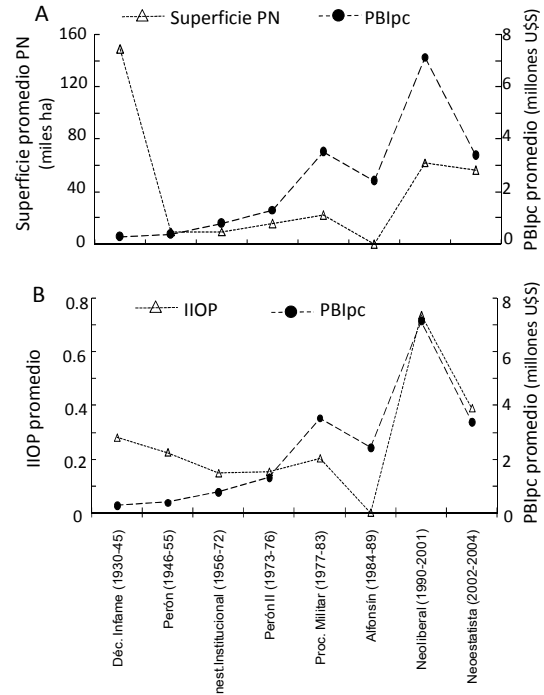 A
Superficie PN
PBIpc
160
120
80
40
0
8
6
4
2
0
Superficie promedio PN
(miles ha)
PBIpc promedio (millones U$S)
B
IIOP
PBIpc
0.8
0.6
0.4
0.2
0
8
6
4
2
0
IIOP promedio
PBIpc promedio (millones U$S)
Déc. Infame (1930-45)
Perón (1946-55)
nest.Institucional (1956-72)
Perón II (1973-76)
Proc. Militar (1977-83)
Alfonsín (1984-89)
Neoliberal (1990-2001)
Neoestatista (2002-2004)